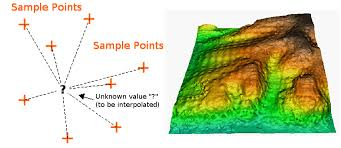 Sample Points
Sample Points
?
Unknown value "?"
(to be interpolated)